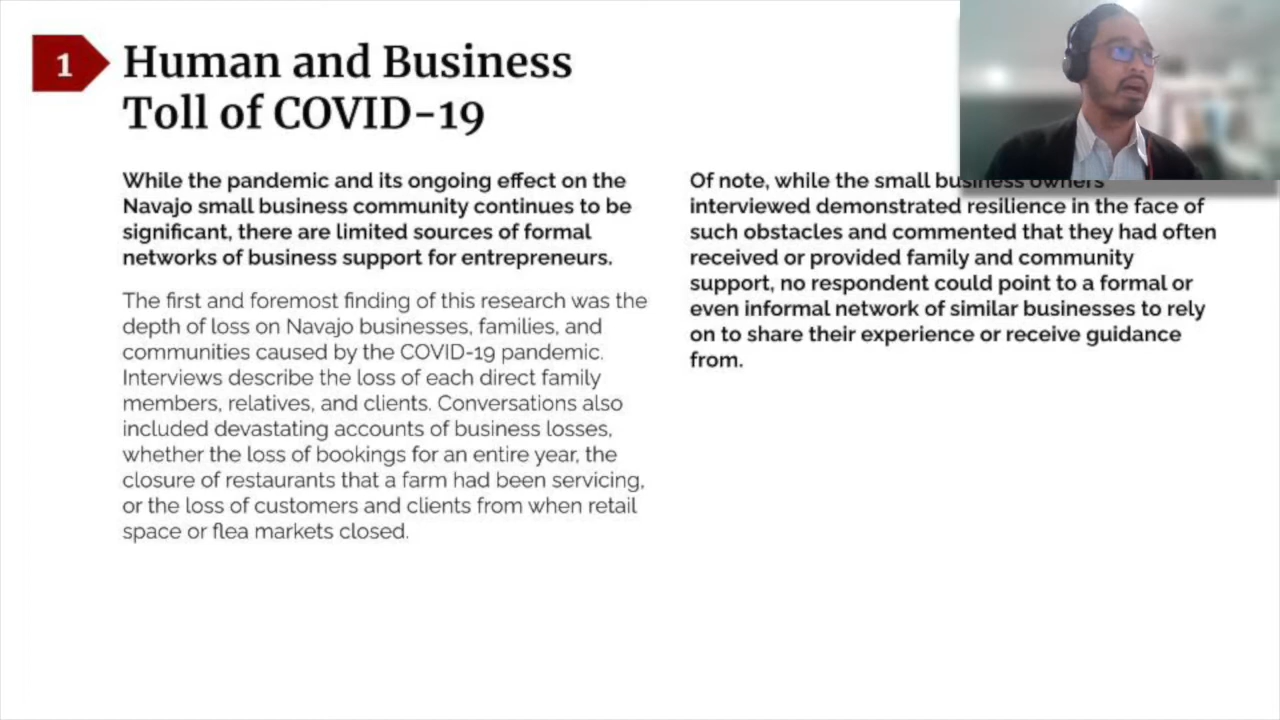 1
Human and Business
Toll of COVID-19
While the pandemic and its ongoing effect on the
Navajo small business community continues to be
significant, there are limited sources of formal
networks of business support for entrepreneurs.
The first and foremost finding of this research was the
depth of loss on Navajo businesses, families, and
communities caused by the COVID-19 pandemic.
Interviews describe the loss of each direct family
members, relatives, and clients. Conversations also
included devastating accounts of business losses,
whether the loss of bookings for an entire year, the
closure of restaurants that a farm had been servicing,
or the loss of customers and clients from when retail
space or flea markets closed.
Of note, while the small business owners
interviewed demonstrated resilience in the face of
such obstacles and commented that they had often
received or provided family and community
support, no respondent could point to a formal or
even informal network of similar businesses to rely
on to share their experience or receive guidance
from.